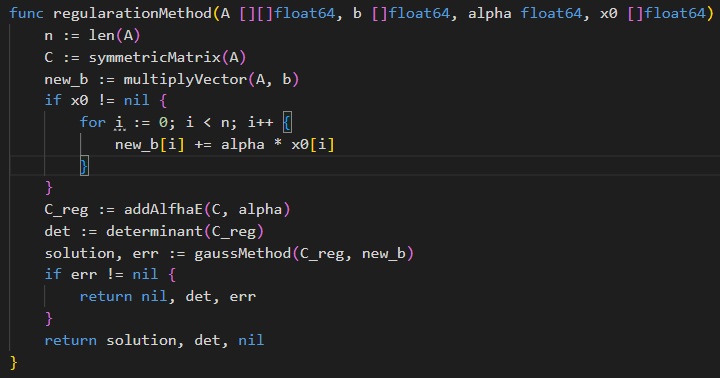 func regularationMethod(A [][]float64, b []float64, alpha float64, x0 []float64)
    n := len(A)
    C := symmetricMatrix(A)
    new_b := multiplyVector(A, b)
    if x0 != nil {
        for i := 0; i < n; i++ {
            new_b[i] += alpha * x0[i]
        }
    }
    C_reg := addAlfhaE(C, alpha)
    det := determinant(C_reg)
    solution, err := gaussMethod(C_reg, new_b)
    if err != nil {
        return nil, det, err
    }
    return solution, det, nil
}